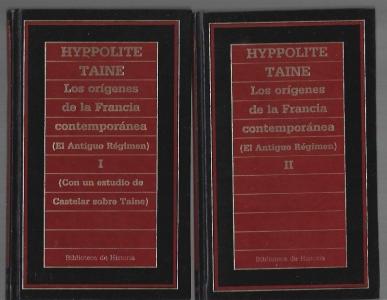 HYPPOLITE
TAINE
Los orígenes
de la Francia
contemporánea
(El Antiguo Régimen)
I
(Con un estudio de
Castelar sobre Taine)
Biblioteca de Historia
HYPPOLITE
TAINE
Los orígenes
de la Francia
contemporánea
(El Antiguo Régimen)
II
Biblioteca de Historia